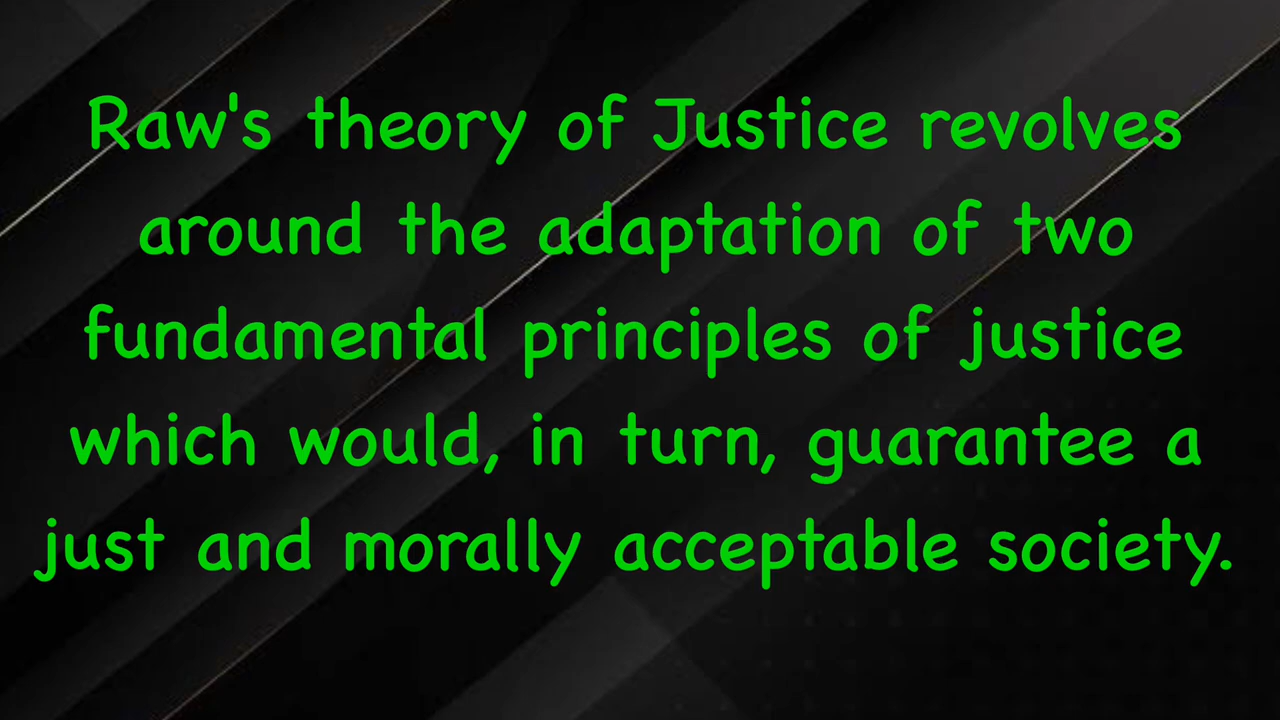 Raw's theory of Justice revolves
around the adaptation of two
fundamental principles of justice
which would, in turn, guarantee a
just and morally acceptable society.